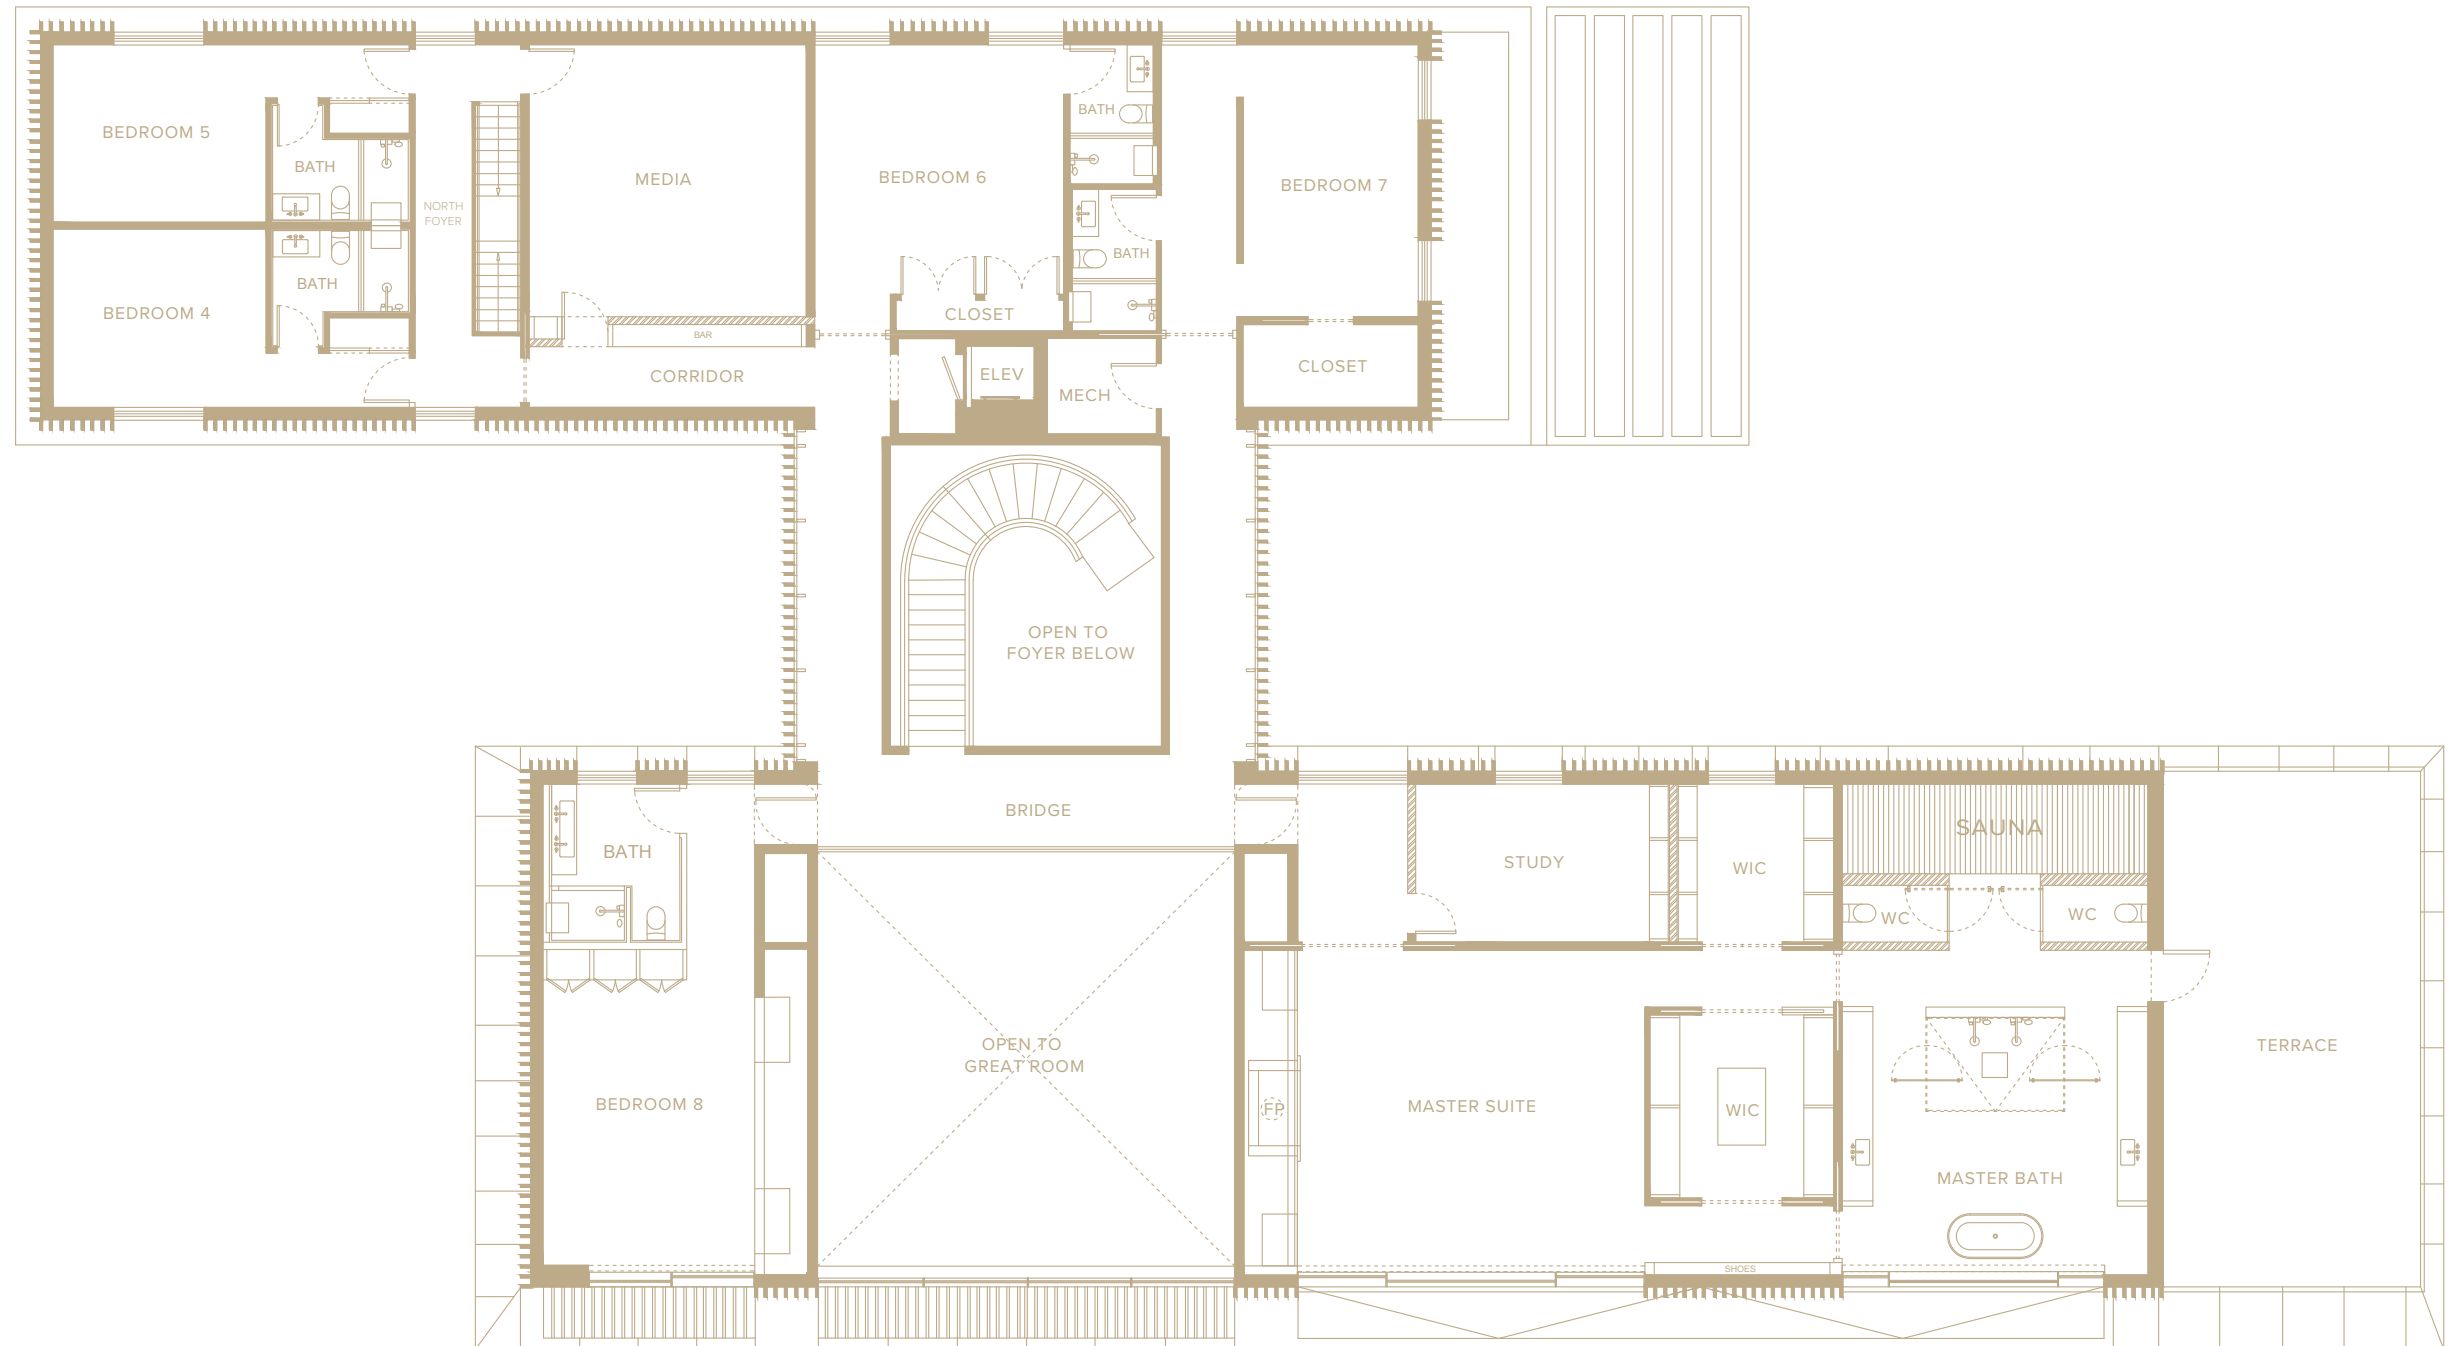 BEDROOM 5
BATH
NORTH
FOYER
MEDIA
BEDROOM 6
BATH
BEDROOM 7
BATH
BATH
BEDROOM 4
CLOSET
BAR
CORRIDOR
ELEV
MECH
CLOSET
OPEN TO
FOYER BELOW
BRIDGE
BATH
STUDY
WIC
SAUNA
WC
WC
OPEN TO
GREAT ROOM
BEDROOM 8
FP
MASTER SUITE
WIC
MASTER BATH
TERRACE
SHOES